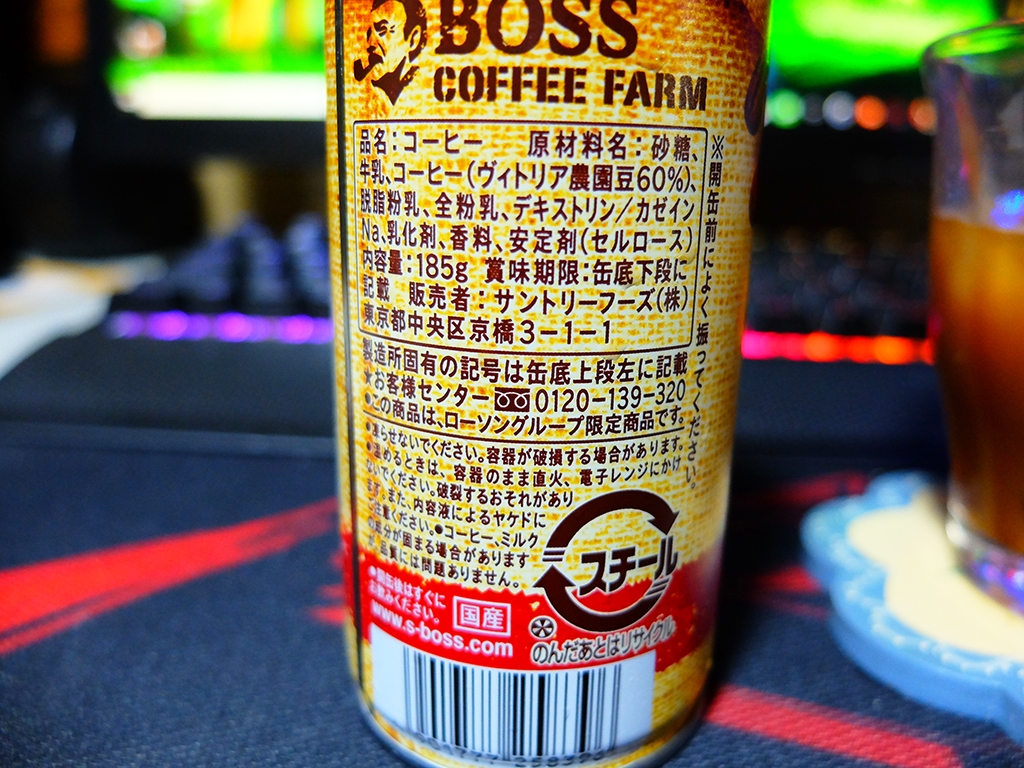 BOSS
COFFEE FARM
品名：コーヒー　原材料名：砂糖、
牛乳、コーヒー(ヴィトリア農園豆60%)、
脱脂粉乳、全粉乳、デキストリン／カゼイン
Na、乳化剤、香料、安定剤(セルロース)
内容量：185g　賞味期限：缶底下段に
記載　販売者：サントリーフーズ(株)
東京都中央区京橋3－1－1
※開缶前によく振ってください。
製造所固有の記号は缶底上段左に記載
★お客様センター 0120－139－320
●この商品は、ローソングループ限定商品です。
●凍らせないでください。容器が破損する場合があります。
●温めるときは、容器のまま直火、電子レンジにかけ
ないでください。破裂するおそれがあり
ます。また、内容液によるヤケドに
ご注意ください。●コーヒー、ミルク
の成分が固まる場合があります
が、品質には問題ありません。
●開缶後はすぐに
お飲みください。
国産
www.s-boss.com
スチール
のんだあとはリサイクル